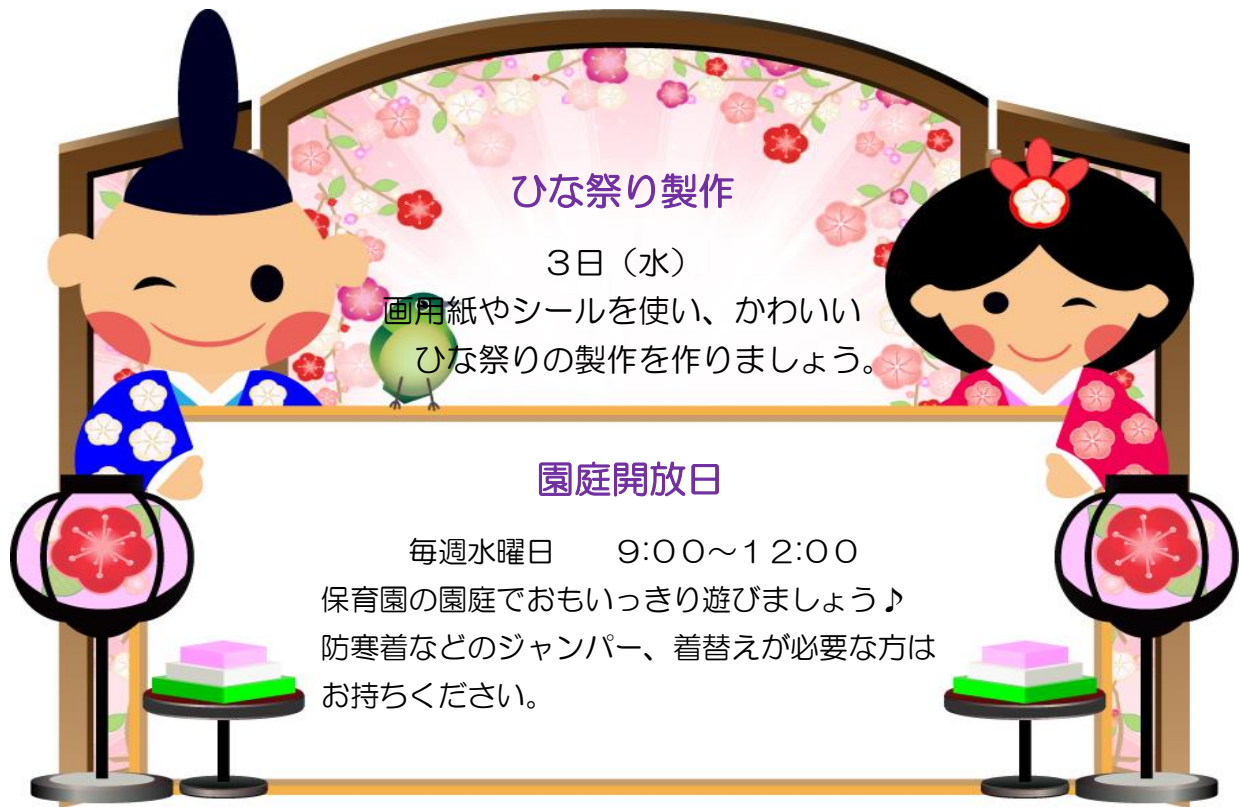 ひな祭り製作
3日（水）
画用紙やシールを使い、かわいい
ひな祭りの製作を作りましょう。
園庭開放日
毎週水曜日　　9:00～12:00
保育園の園庭でおもいっきり遊びましょう♪
防寒着などのジャンパー、着替えが必要な方は
お持ちください。